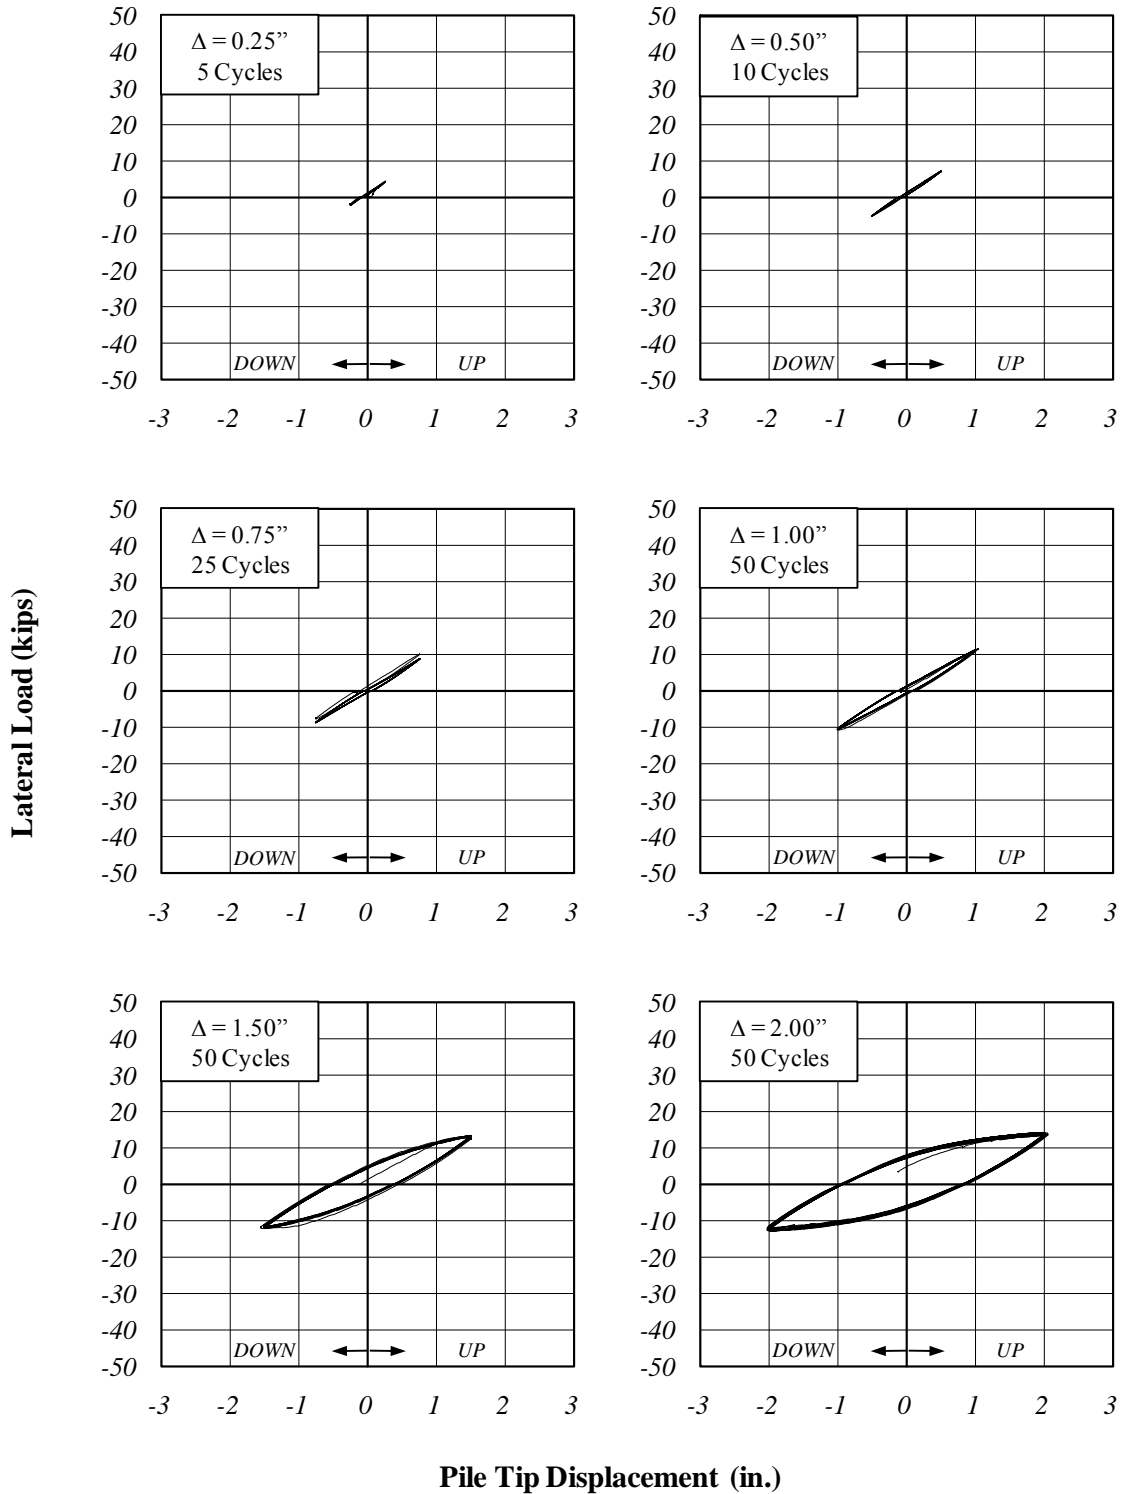 50
40
30
20
10
0
-10
-20
-30
-40
-50
Δ = 0.25”
5 Cycles
DOWN UP
-3 -2 -1 0 1 2 3
50
40
30
20
10
0
-10
-20
-30
-40
-50
Δ = 0.50”
10 Cycles
DOWN UP
-3 -2 -1 0 1 2 3
Lateral Load (kips)
50
40
30
20
10
0
-10
-20
-30
-40
-50
Δ = 0.75”
25 Cycles
DOWN UP
-3 -2 -1 0 1 2 3
50
40
30
20
10
0
-10
-20
-30
-40
-50
Δ = 1.00”
50 Cycles
DOWN UP
-3 -2 -1 0 1 2 3
50
40
30
20
10
0
-10
-20
-30
-40
-50
Δ = 1.50”
50 Cycles
DOWN UP
-3 -2 -1 0 1 2 3
50
40
30
20
10
0
-10
-20
-30
-40
-50
Δ = 2.00”
50 Cycles
DOWN UP
-3 -2 -1 0 1 2 3
Pile Tip Displacement (in.)